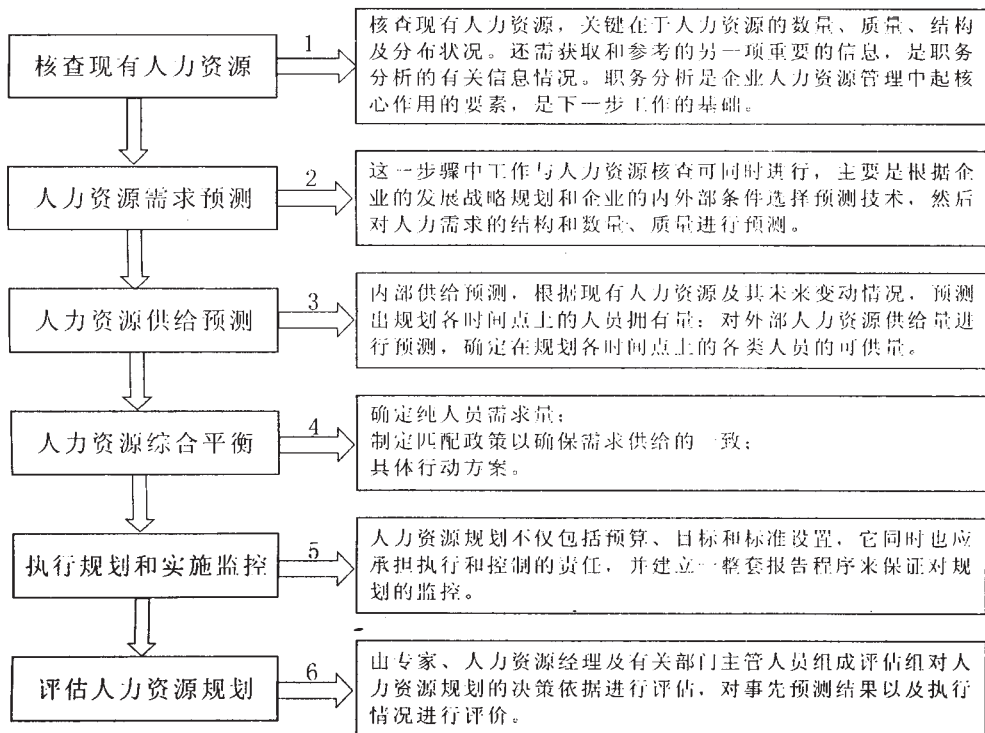 核查现有人力资源
1
核查现有人力资源，关键在于人力资源的数量、质量、结构
及分布状况。还需获取和参考的另一项重要的信息，是职务
分析的有关信息情况。职务分析是企业人力资源管理中起核
心作用的要素，是下一步工作的基础。
人力资源需求预测
2
这一步骤中工作与人力资源核查可同时进行，主要是根据企
业的发展战略规划和企业的内外部条件选择预测技术，然后
对人力需求的结构和数量、质量进行预测。
人力资源供给预测
3
内部供给预测，根据现有人力资源及其未来变动情况，预测
出规划各时间点上的人员拥有量；对外部人力资源供给量进
行预测，确定在规划各时间点上的各类人员的可供量。
人力资源综合平衡
4
确定纯人员需求量；
制定匹配政策以确保需求供给的一致；
具体行动方案。
执行规划和实施监控
5
人力资源规划不仅包括预算、目标和标准设置，它同时也应
承担执行和控制的责任，并建立一整套报告程序来保证对规
划的监控。
评估人力资源规划
6
由专家、人力资源经理及有关部门主管人员组成评估组对人
力资源规划的决策依据进行评估，对事先预测结果以及执行
情况进行评价。